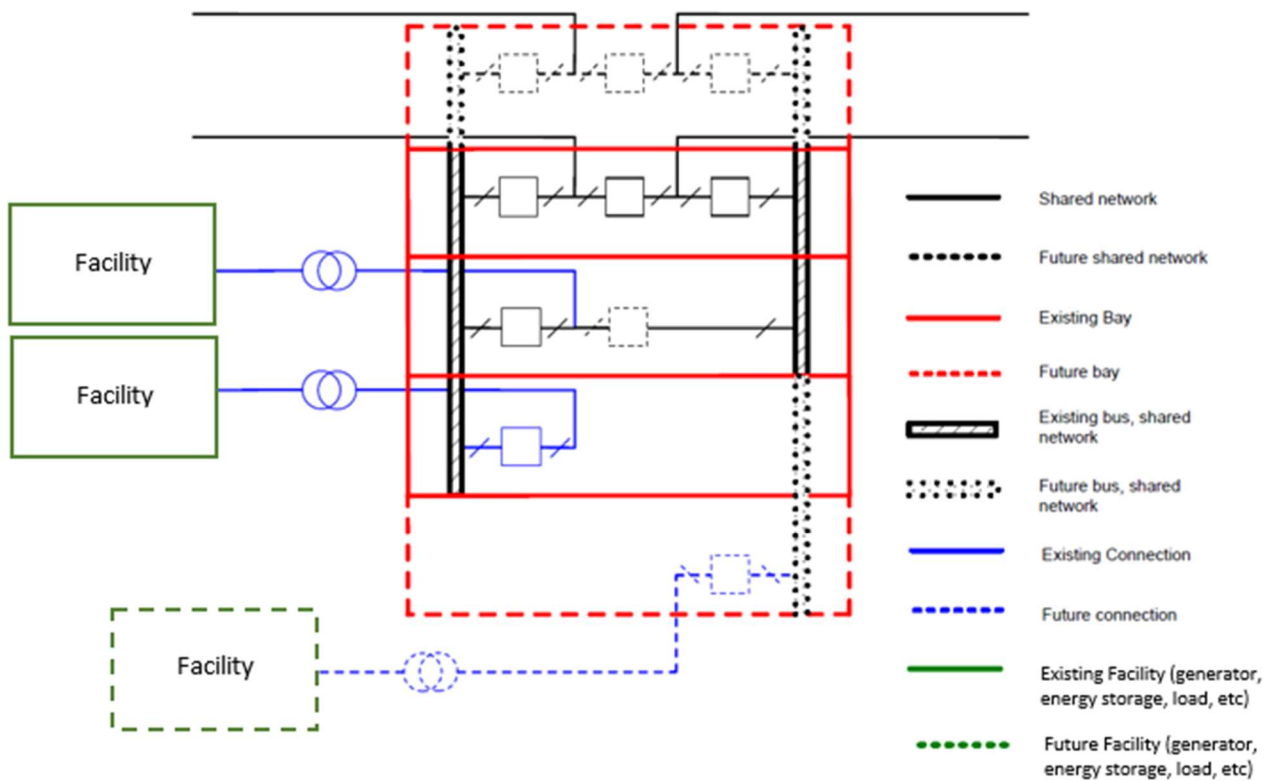 Facility
Facility
Facility
Shared network
Future shared network
Existing Bay
Future bay
Existing bus, shared
network
Future bus, shared
network
Existing Connection
Future connection
Existing Facility (generator,
energy storage, load, etc)
Future Facility (generator,
energy storage, load, etc)